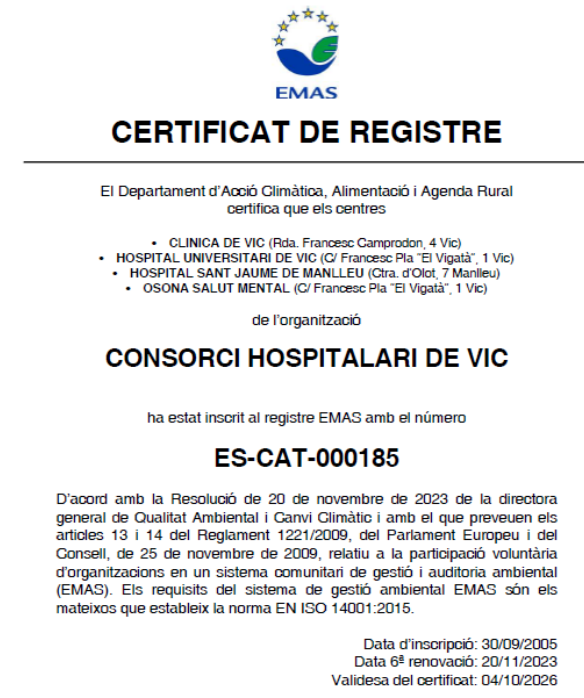 EMAS
CERTIFICAT DE REGISTRE
El Departament d'Acció Climàtica, Alimentació i Agenda Rural
certifica que els centres
• CLINICA DE VIC (Rda. Francesc Camprodon, 4 Vic)
• HOSPITAL UNIVERSITARI DE VIC (C/ Francesc Pla "El Vigatà", 1 Vic)
• HOSPITAL SANT JAUME DE MANLLEU (Ctra. d'Olot, 7 Manlleu)
• OSONA SALUT MENTAL (C/ Francesc Pla "El Vigatà", 1 Vic)
de l'organització
CONSORCI HOSPITALARI DE VIC
ha estat inscrit al registre EMAS amb el número
ES-CAT-000185
D'acord amb la Resolució de 20 de novembre de 2023 de la directora
general de Qualitat Ambiental i Canvi Climàtic i amb el que preveuen els
articles 13 i 14 del Reglament 1221/2009, del Parlament Europeu i del
Consell, de 25 de novembre de 2009, relatiu a la participació voluntària
d'organitzacions en un sistema comunitari de gestió i auditoria ambiental
(EMAS). Els requisits del sistema de gestió ambiental EMAS són els
mateixos que estableix la norma EN ISO 14001:2015.
Data d'inscripció: 30/09/2005
Data 6ª renovació: 20/11/2023
Validesa del certificat: 04/10/2026